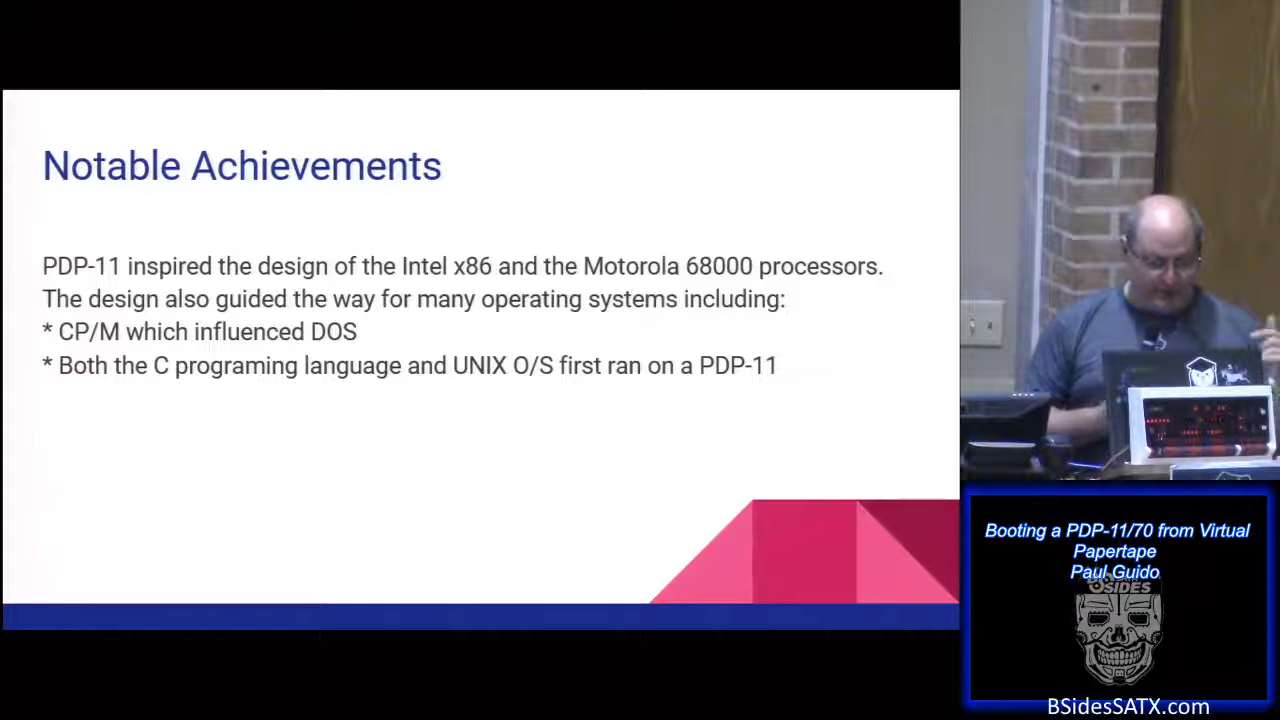 Notable Achievements
PDP-11 inspired the design of the Intel x86 and the Motorola 68000 processors.
The design also guided the way for many operating systems including:
* CP/M which influenced DOS
* Both the C programing language and UNIX O/S first ran on a PDP-11
Booting a PDP-11/70 from Virtual
Papertape
Paul Guido
BSIDES
BSidesSATX.com